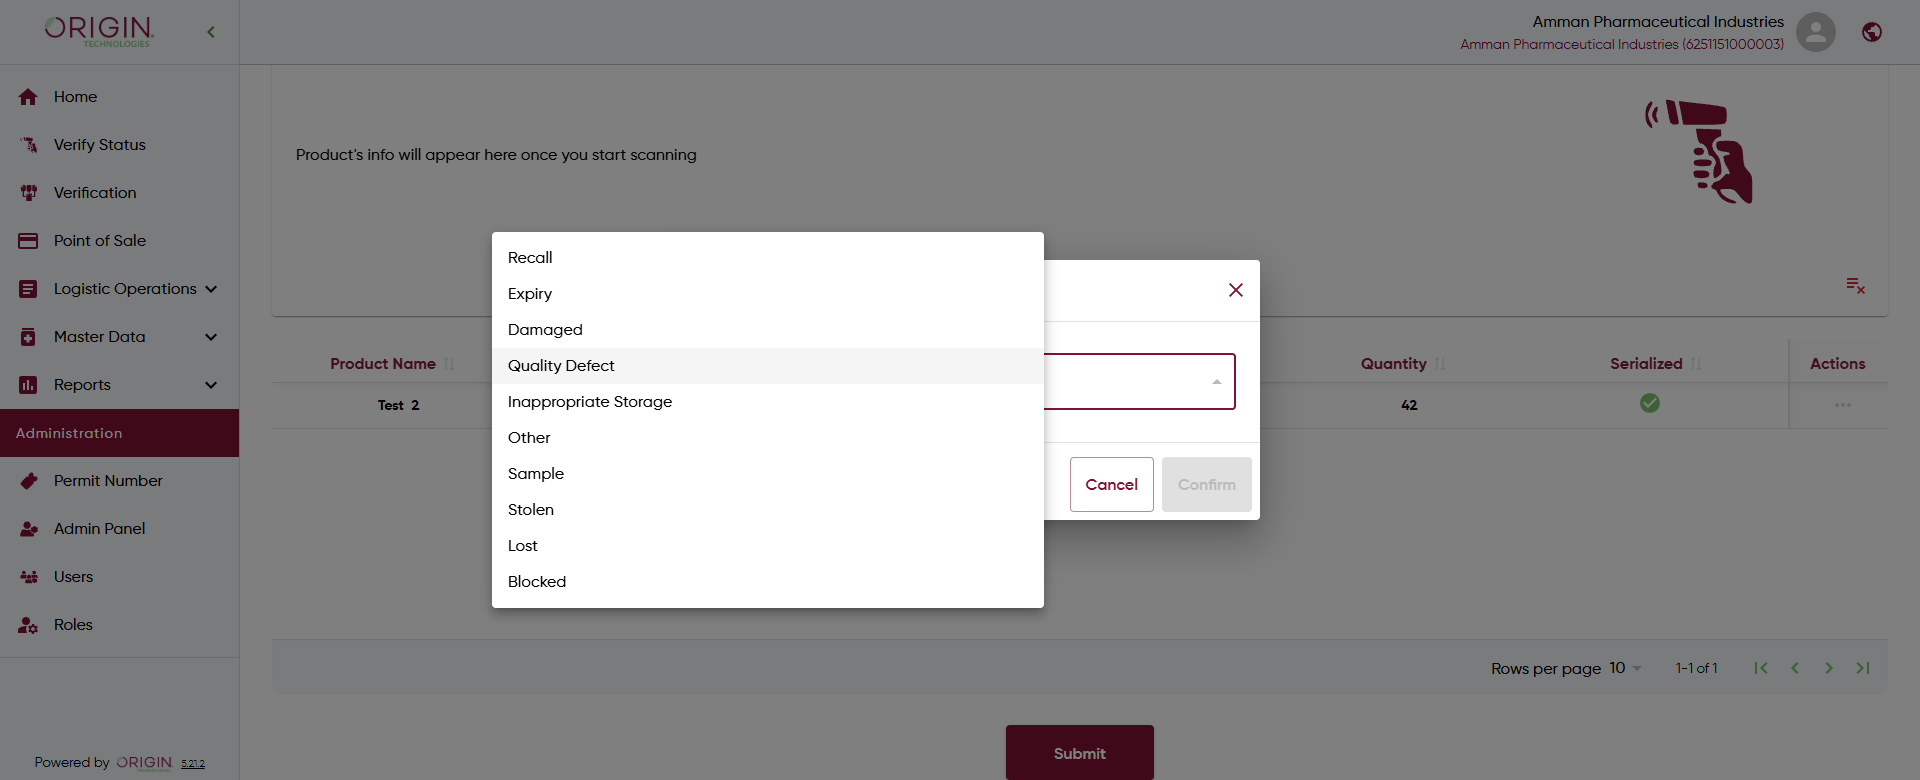 ORIGIN
TECHNOLOGIES
Amman Pharmaceutical Industries
Amman Pharmaceutical Industries (6251151000003)
Home
Verify Status
Verification
Point of Sale
Logistic Operations
Master Data
Reports
Administration
Permit Number
Admin Panel
Users
Roles
Powered by ORIGIN 5.21.2
Product's info will appear here once you start scanning
Recall
Expiry
Damaged
Quality Defect
Inappropriate Storage
Other
Sample
Stolen
Lost
Blocked
Cancel Confirm
Product Name Quantity Serialized Actions
Test 2 42
Rows per page 10 1-1 of 1
Submit